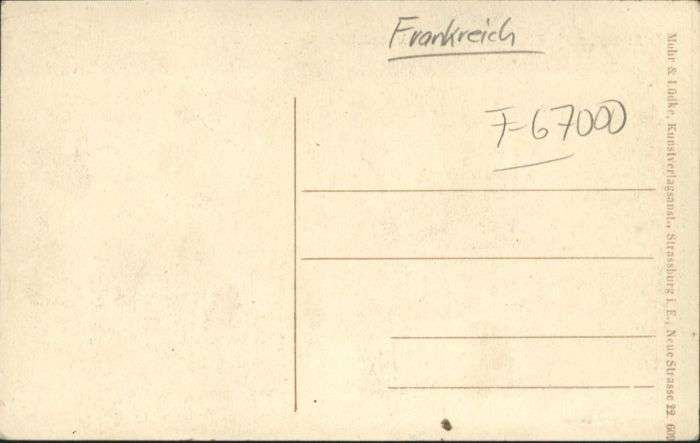 Frankreich
F-67000
Mohr & Lüdke, Kunstverlagsanst., Strassburg i. E., Neue Strasse 22